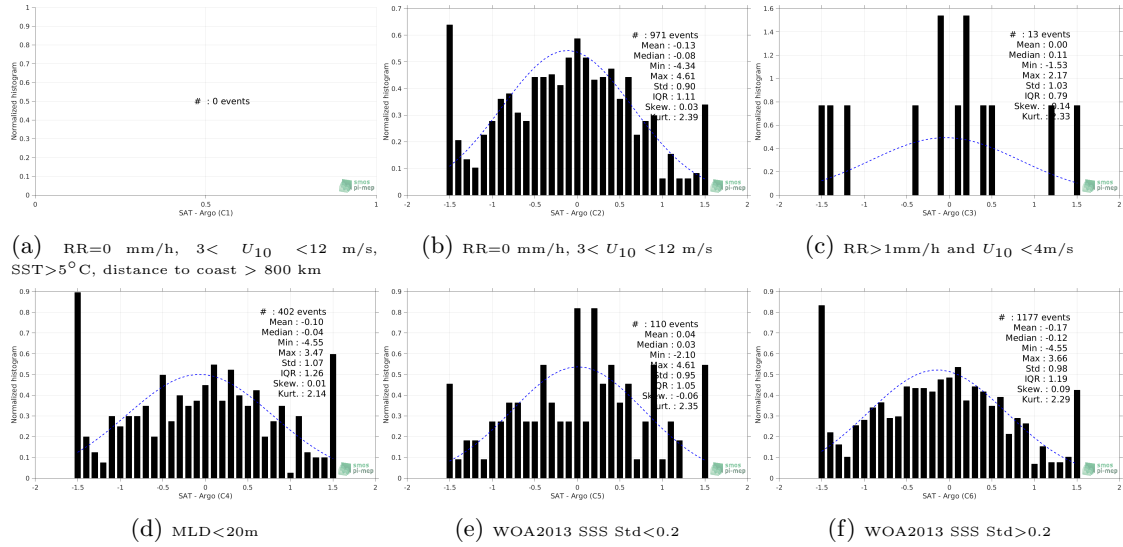 1
0.9
0.8
0.7
0.6
0.5
0.4
0.3
0.2
0.1
0
Normalized histogram
# : 0 events
0 0.5 1
SAT - Argo (C1)
smos
pi-mep
(a) RR=0 mm/h, 3< U10 <12 m/s,
SST>5°C, distance to coast > 800 km
0.7
0.6
0.5
0.4
0.3
0.2
0.1
0
Normalized histogram
# : 971 events
Mean : -0.13
Median : -0.08
Min : -4.34
Max : 4.61
Std : 0.90
IQR : 1.11
Skew. : 0.03
Kurt. : 2.39
-2 -1.5 -1 -0.5 0 0.5 1 1.5 2
SAT - Argo (C2)
smos
pi-mep
(b) RR=0 mm/h, 3< U10 <12 m/s
1.6
1.4
1.2
1
0.8
0.6
0.4
0.2
0
Normalized histogram
# : 13 events
Mean : 0.00
Median : 0.11
Min : -1.53
Max : 2.17
Std : 1.03
IQR : 0.79
Skew. : -0.14
Kurt. : 2.33
-2 -1.5 -1 -0.5 0 0.5 1 1.5 2
SAT - Argo (C3)
smos
pi-mep
(c) RR>1mm/h and U10 <4m/s
0.9
0.8
0.7
0.6
0.5
0.4
0.3
0.2
0.1
0
Normalized histogram
# : 402 events
Mean : -0.10
Median : -0.04
Min : -4.55
Max : 3.47
Std : 1.07
IQR : 1.26
Skew. : 0.01
Kurt. : 2.14
-2 -1.5 -1 -0.5 0 0.5 1 1.5 2
SAT - Argo (C4)
smos
pi-mep
(d) MLD<20m
0.9
0.8
0.7
0.6
0.5
0.4
0.3
0.2
0.1
0
Normalized histogram
# : 110 events
Mean : 0.04
Median : 0.03
Min : -2.10
Max : 4.61
Std : 0.95
IQR : 1.05
Skew. : -0.06
Kurt. : 2.35
-2 -1.5 -1 -0.5 0 0.5 1 1.5 2
SAT - Argo (C5)
smos
pi-mep
(e) WOA2013 SSS Std<0.2
0.9
0.8
0.7
0.6
0.5
0.4
0.3
0.2
0.1
0
Normalized histogram
# : 1177 events
Mean : -0.17
Median : -0.12
Min : -4.55
Max : 3.66
Std : 0.98
IQR : 1.19
Skew. : 0.09
Kurt. : 2.29
-2 -1.5 -1 -0.5 0 0.5 1 1.5 2
SAT - Argo (C6)
smos
pi-mep
(f) WOA2013 SSS Std>0.2